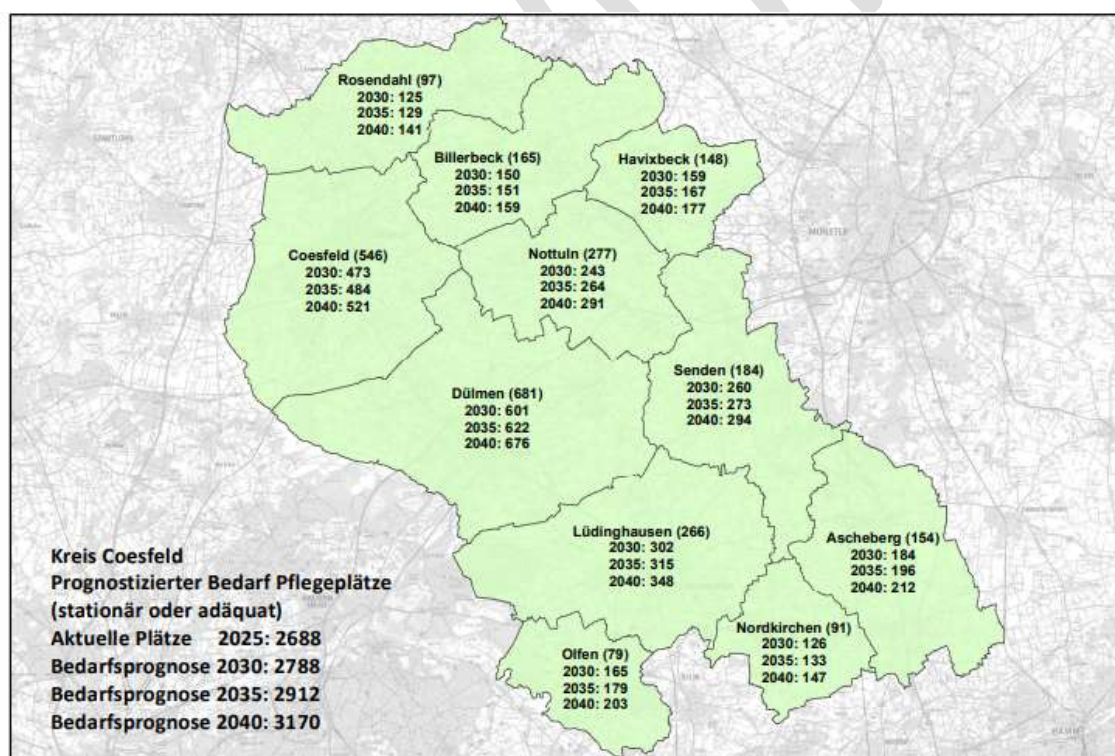 Rosendahl (97)
2030: 125
2035: 129
2040: 141
Billerbeck (165)
2030: 150
2035: 151
2040: 159
Havixbeck (148)
2030: 159
2035: 167
2040: 177
Coesfeld (546)
2030: 473
2035: 484
2040: 521
Nottuln (277)
2030: 243
2035: 264
2040: 291
MÜNSTER
Senden (184)
2030: 260
2035: 273
2040: 294
Dülmen (681)
2030: 601
2035: 622
2040: 676
Lüdinghausen (266)
2030: 302
2035: 315
2040: 348
Ascheberg (154)
2030: 184
2035: 196
2040: 212
Nordkirchen (91)
2030: 126
2035: 133
2040: 147
Olfen (79)
2030: 165
2035: 179
2040: 203
HAMM
Kreis Coesfeld
Prognostizierter Bedarf Pflegeplätze
(stationär oder adäquat)
Aktuelle Plätze 2025: 2688
Bedarfsprognose 2030: 2788
Bedarfsprognose 2035: 2912
Bedarfsprognose 2040: 3170